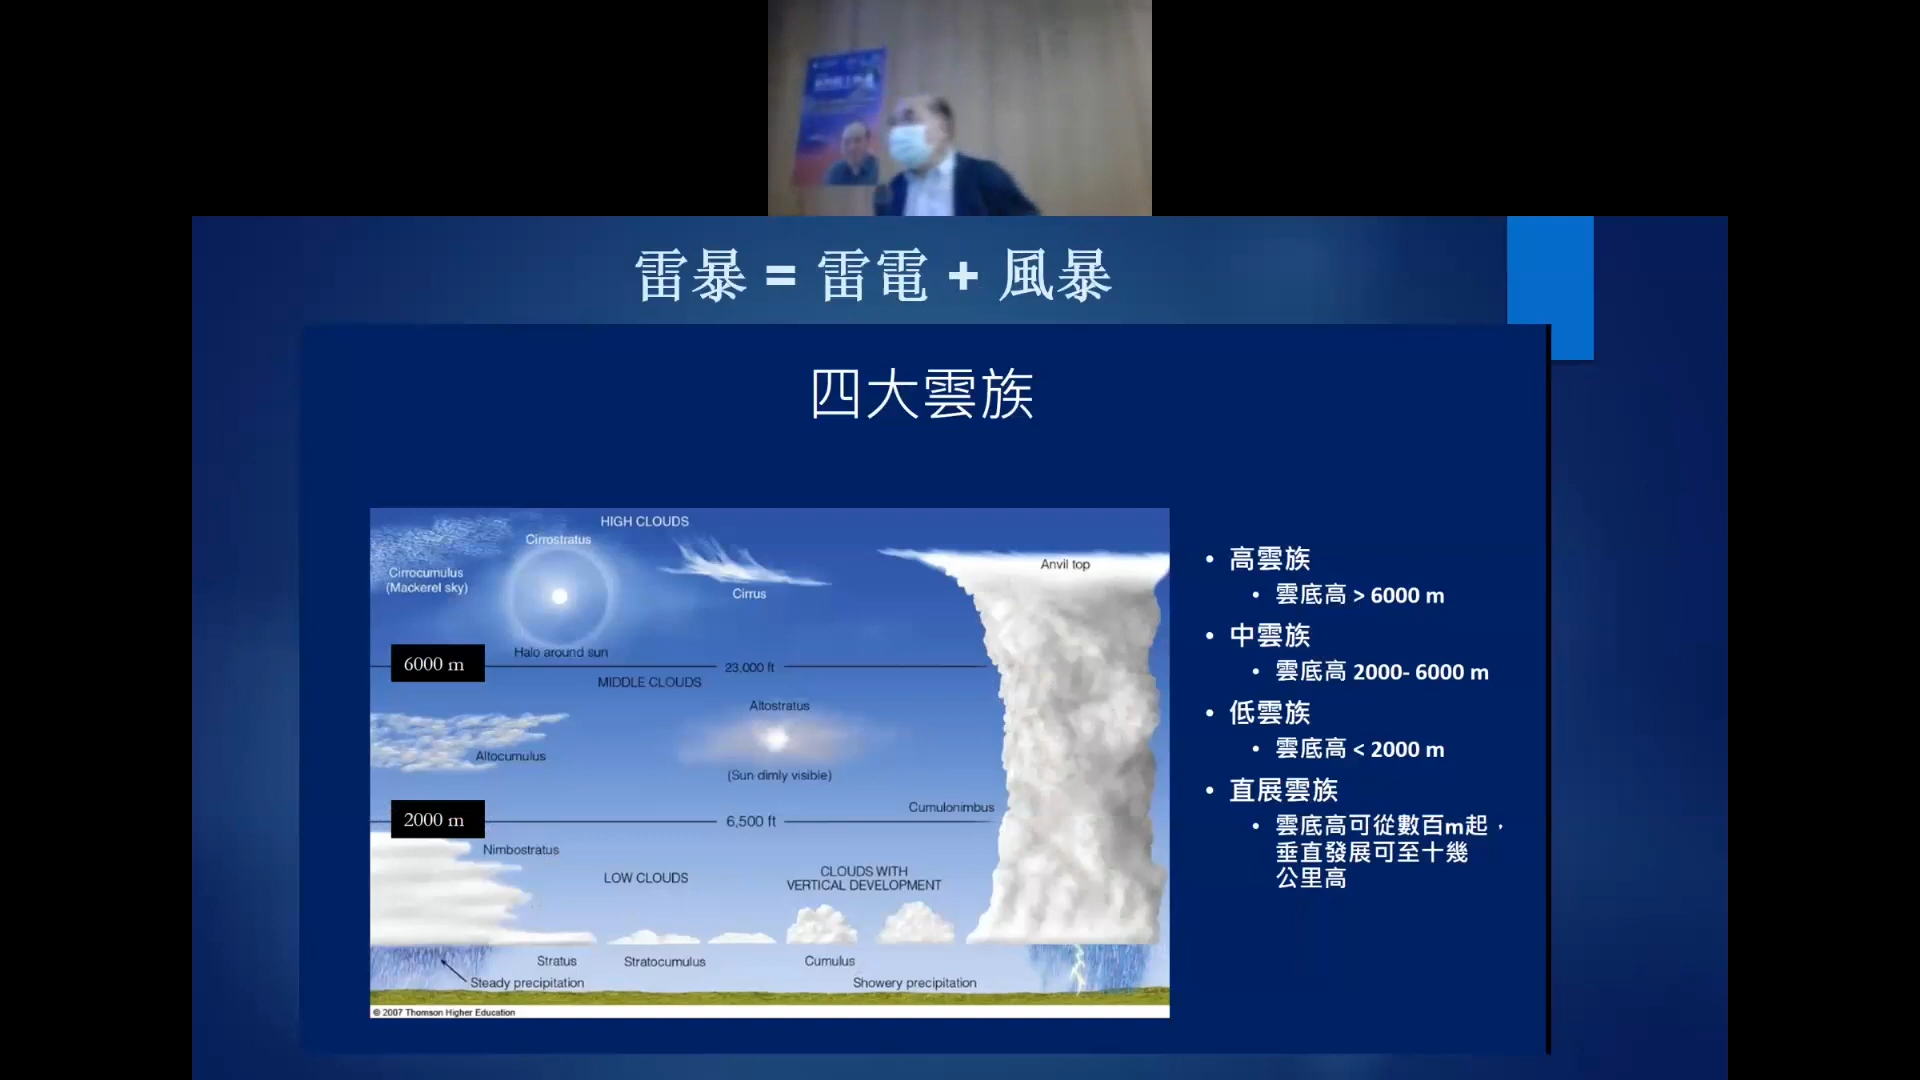 雷暴 = 雷電 + 風暴
四大雲族
HIGH CLOUDS
Cirrostratus
Cirrocumulus
(Mackerel sky)
Cirrus
Anvil top
Halo around sun
6000 m
23,000 ft
MIDDLE CLOUDS
Altostratus
Altocumulus
(Sun dimly visible)
Cumulonimbus
2000 m
6,500 ft
Nimbostratus
LOW CLOUDS
CLOUDS WITH
VERTICAL DEVELOPMENT
Stratus
Stratocumulus
Cumulus
Steady precipitation
Showery precipitation
© 2007 Thomson Higher Education
• 高雲族
• 雲底高 > 6000 m
• 中雲族
• 雲底高 2000- 6000 m
• 低雲族
• 雲底高 < 2000 m
• 直展雲族
• 雲底高可從數百m起，
垂直發展可至十幾
公里高